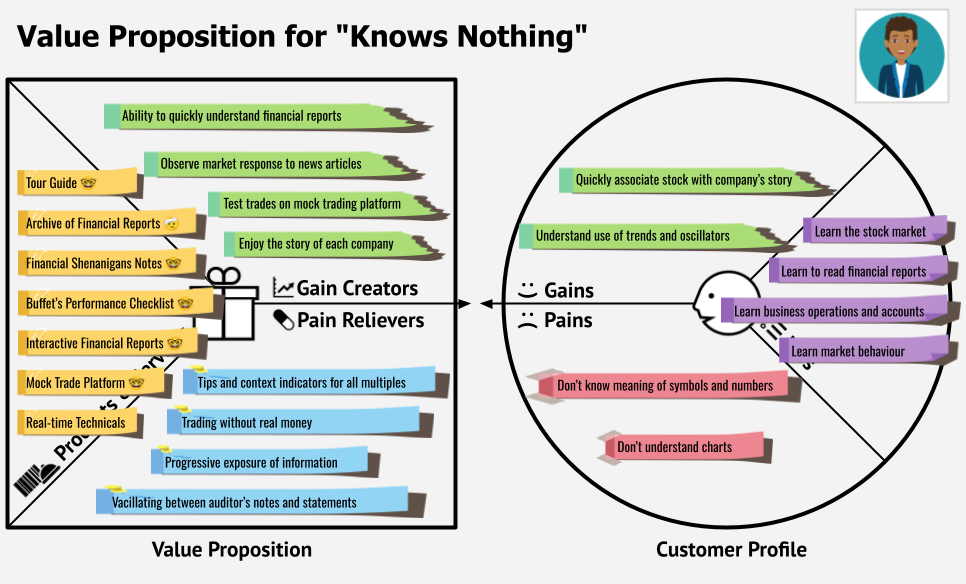 Value Proposition for "Knows Nothing"
Ability to quickly understand financial reports
Observe market response to news articles
Test trades on mock trading platform
Enjoy the story of each company
Tour Guide 🤓
Archive of Financial Reports 🤕
Financial Shenanigans Notes 🤓
Buffet's Performance Checklist 🤓
Interactive Financial Reports 🤓
Mock Trade Platform 🤓
Real-time Technicals
Gain Creators
Pain Relievers
Tips and context indicators for all multiples
Trading without real money
Progressive exposure of information
Vacillating between auditor's notes and statements
Value Proposition
Quickly associate stock with company's story
Understand use of trends and oscillators
Gains
Pains
Learn the stock market
Learn to read financial reports
Learn business operations and accounts
Learn market behaviour
Don't know meaning of symbols and numbers
Don't understand charts
Customer Profile